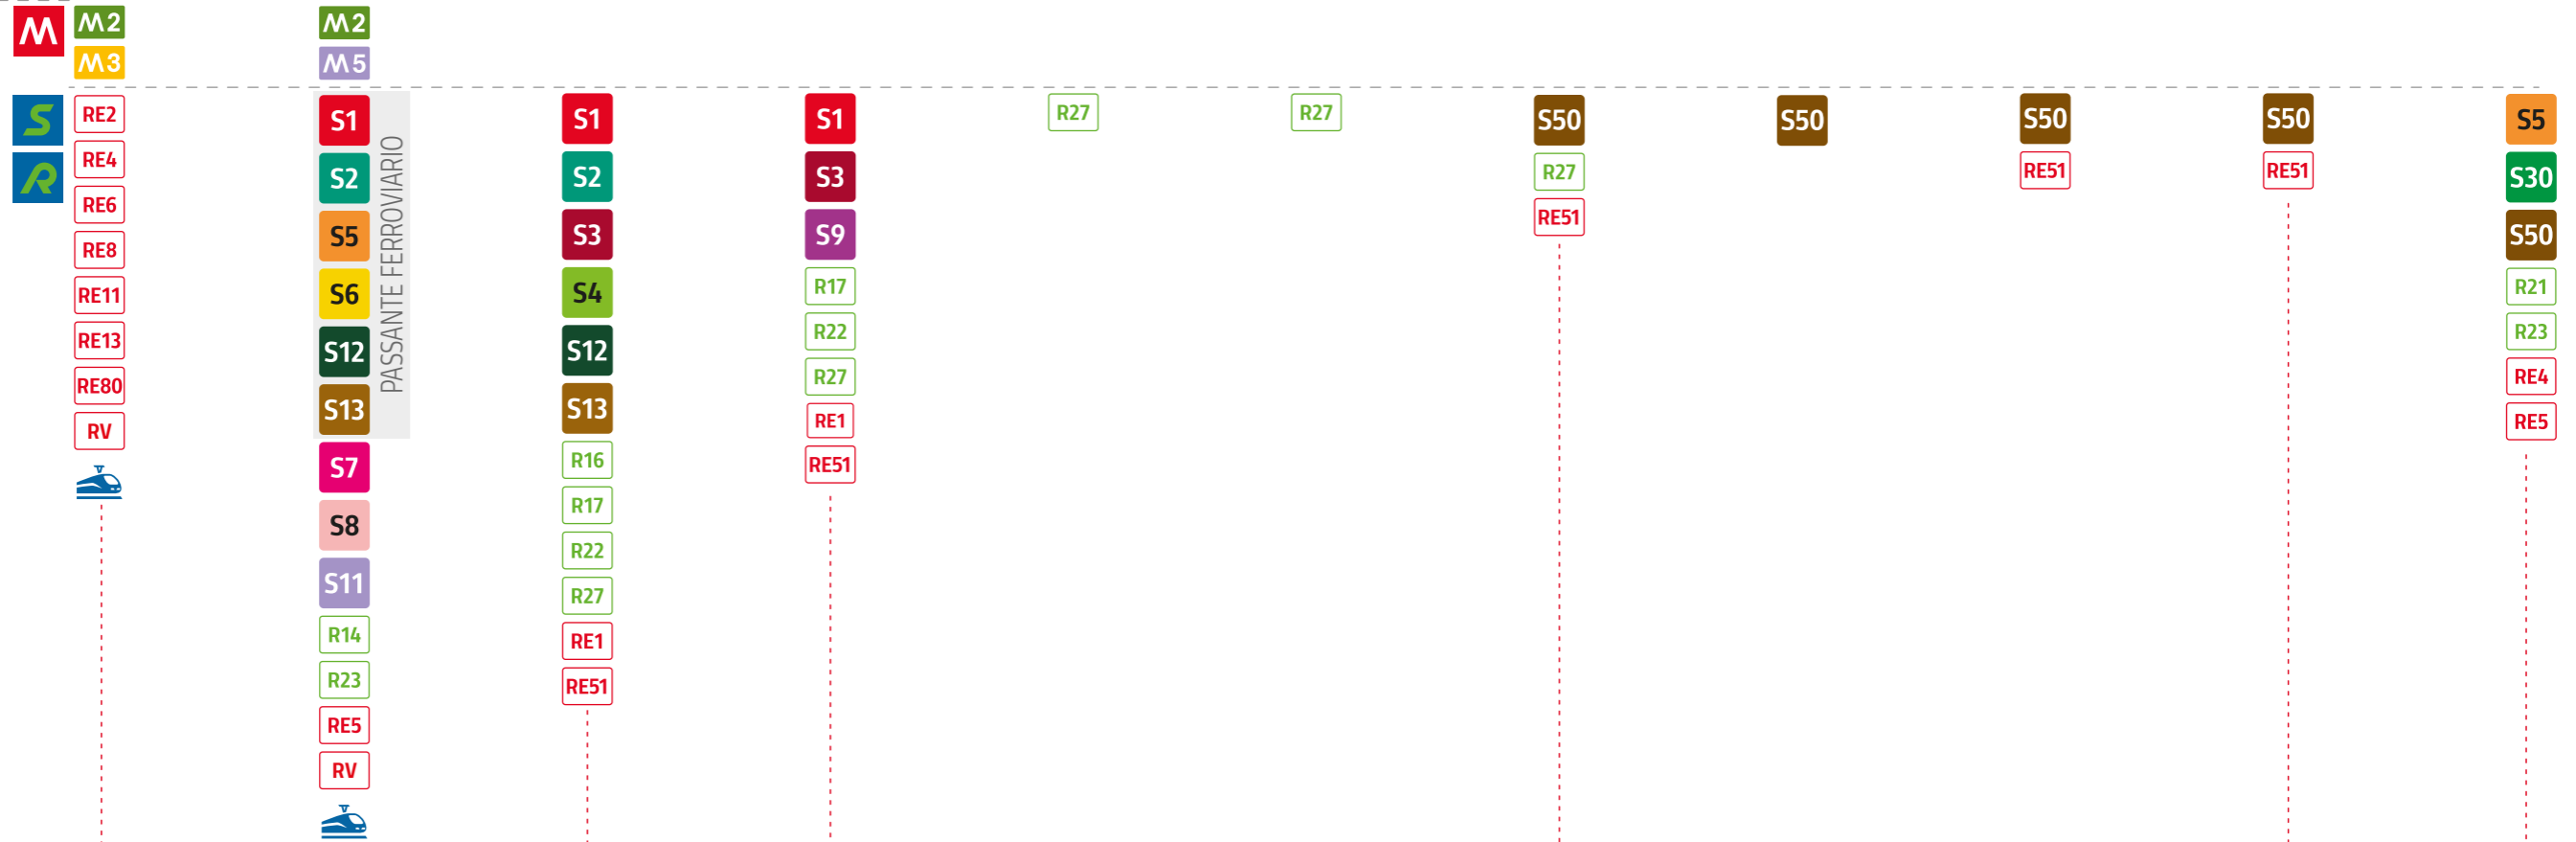 M
M2
M3
S
R
RE2
RE4
RE6
RE8
RE11
RE13
RE80
RV
M2
M5
S1
S2
S5
S6
S12
S13
PASSANTE FERROVIARIO
S7
S8
S11
R14
R23
RE5
RV
S1
S2
S3
S4
S12
S13
R16
R17
R22
R27
RE1
RE51
S1
S3
S9
R17
R22
R27
RE1
RE51
R27
R27
S50
R27
RE51
S50
S50
RE51
S50
RE51
S5
S30
S50
R21
R23
RE4
RE5